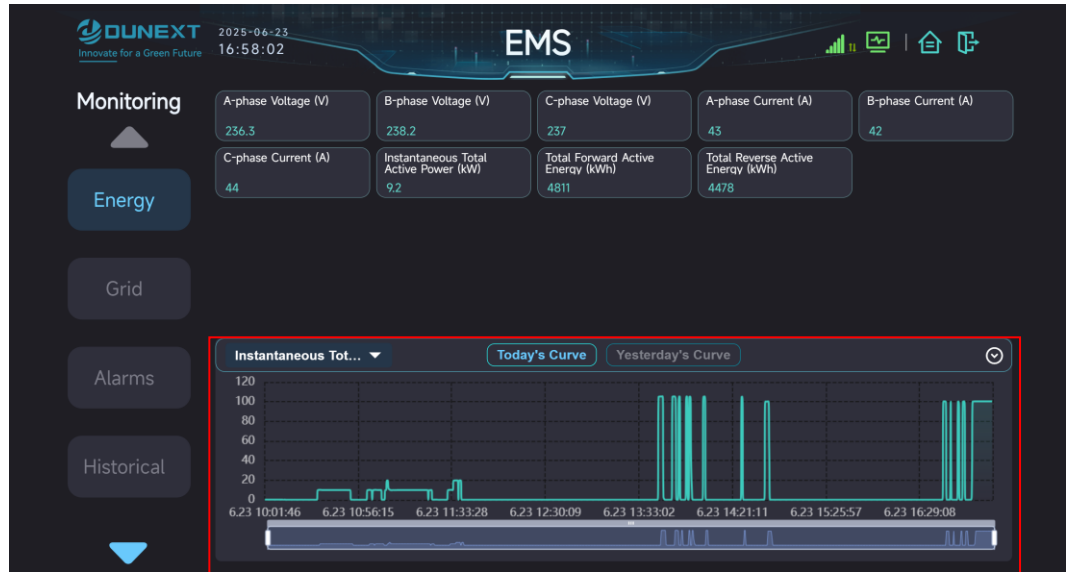 DUNEXT
Innovate for a Green Future
2025-06-23
16:58:02
EMS
Monitoring
Energy
Grid
Alarms
Historical
A-phase Voltage (V)
236.3
B-phase Voltage (V)
238.2
C-phase Voltage (V)
237
A-phase Current (A)
43
B-phase Current (A)
42
C-phase Current (A)
44
Instantaneous Total
Active Power (kW)
9.2
Total Forward Active
Energy (kWh)
4811
Total Reverse Active
Energy (kWh)
4478
Instantaneous Tot...
Today's Curve
Yesterday's Curve
120
100
80
60
40
20
0
6.23 10:01:46 6.23 10:56:15 6.23 11:33:28 6.23 12:30:09 6.23 13:33:02 6.23 14:21:11 6.23 15:25:57 6.23 16:29:08